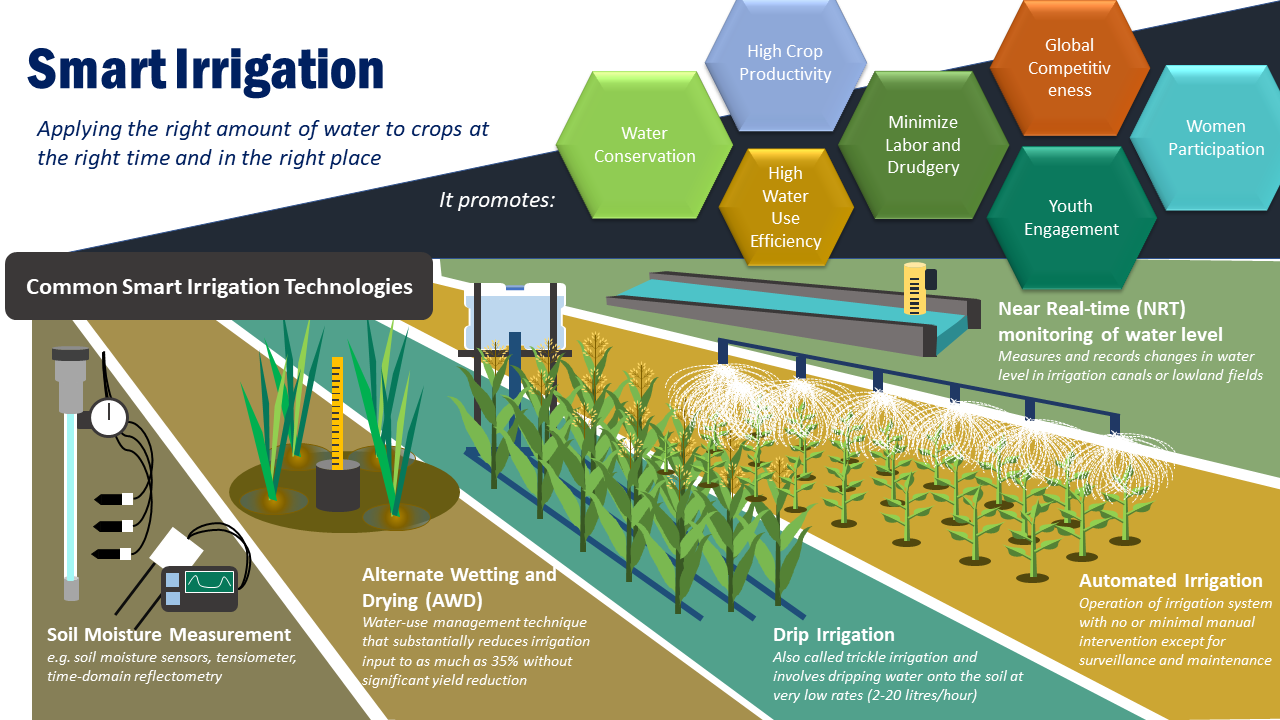 Smart Irrigation
Applying the right amount of water to crops at
the right time and in the right place
It promotes:
Water
Conservation
High Crop
Productivity
High
Water
Use
Efficiency
Minimize
Labor and
Drudgery
Global
Competitiv
eness
Youth
Engagement
Women
Participation
Common Smart Irrigation Technologies
Near Real-time (NRT)
monitoring of water level
Measures and records changes in water
level in irrigation canals or lowland fields
Soil Moisture Measurement
e.g. soil moisture sensors, tensiometer,
time-domain reflectometry
Alternate Wetting and
Drying (AWD)
Water-use management technique
that substantially reduces irrigation
input to as much as 35% without
significant yield reduction
Drip Irrigation
Also called trickle irrigation and
involves dripping water onto the soil at
very low rates (2-20 litres/hour)
Automated Irrigation
Operation of irrigation system
with no or minimal manual
intervention except for
surveillance and maintenance